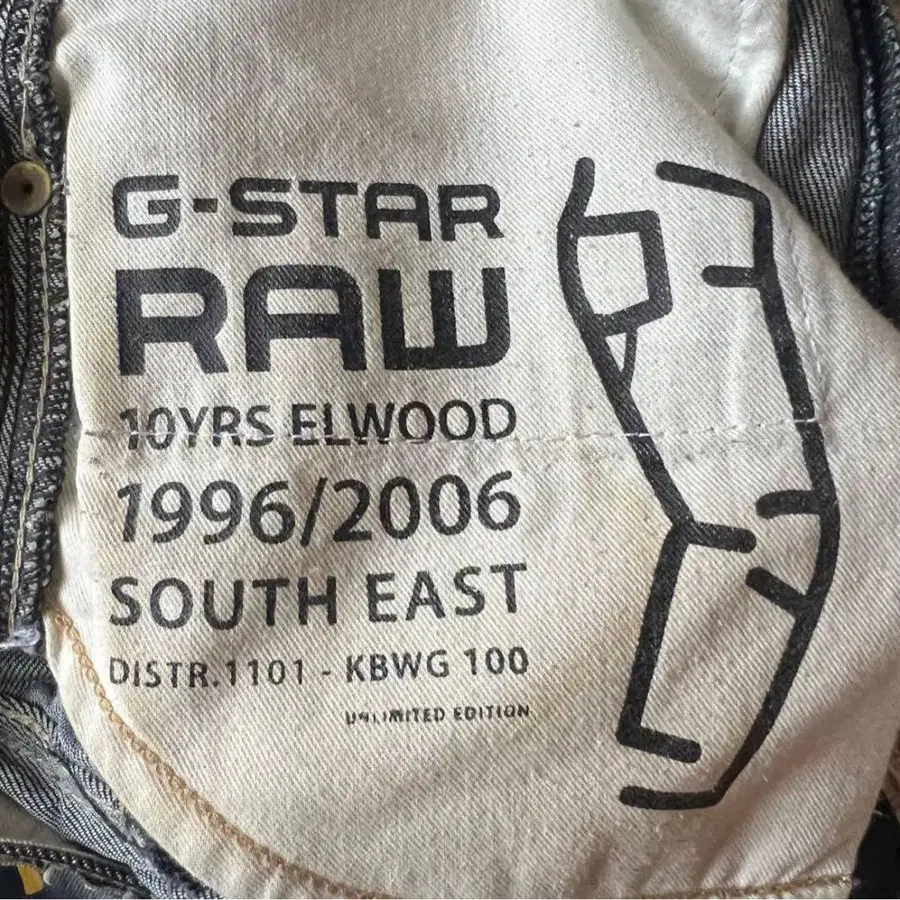 G-STAR
RAW
10YRS ELWOOD
1996/2006
SOUTH EAST
DISTR.1101 - KBWG 100
UNLIMITED EDITION